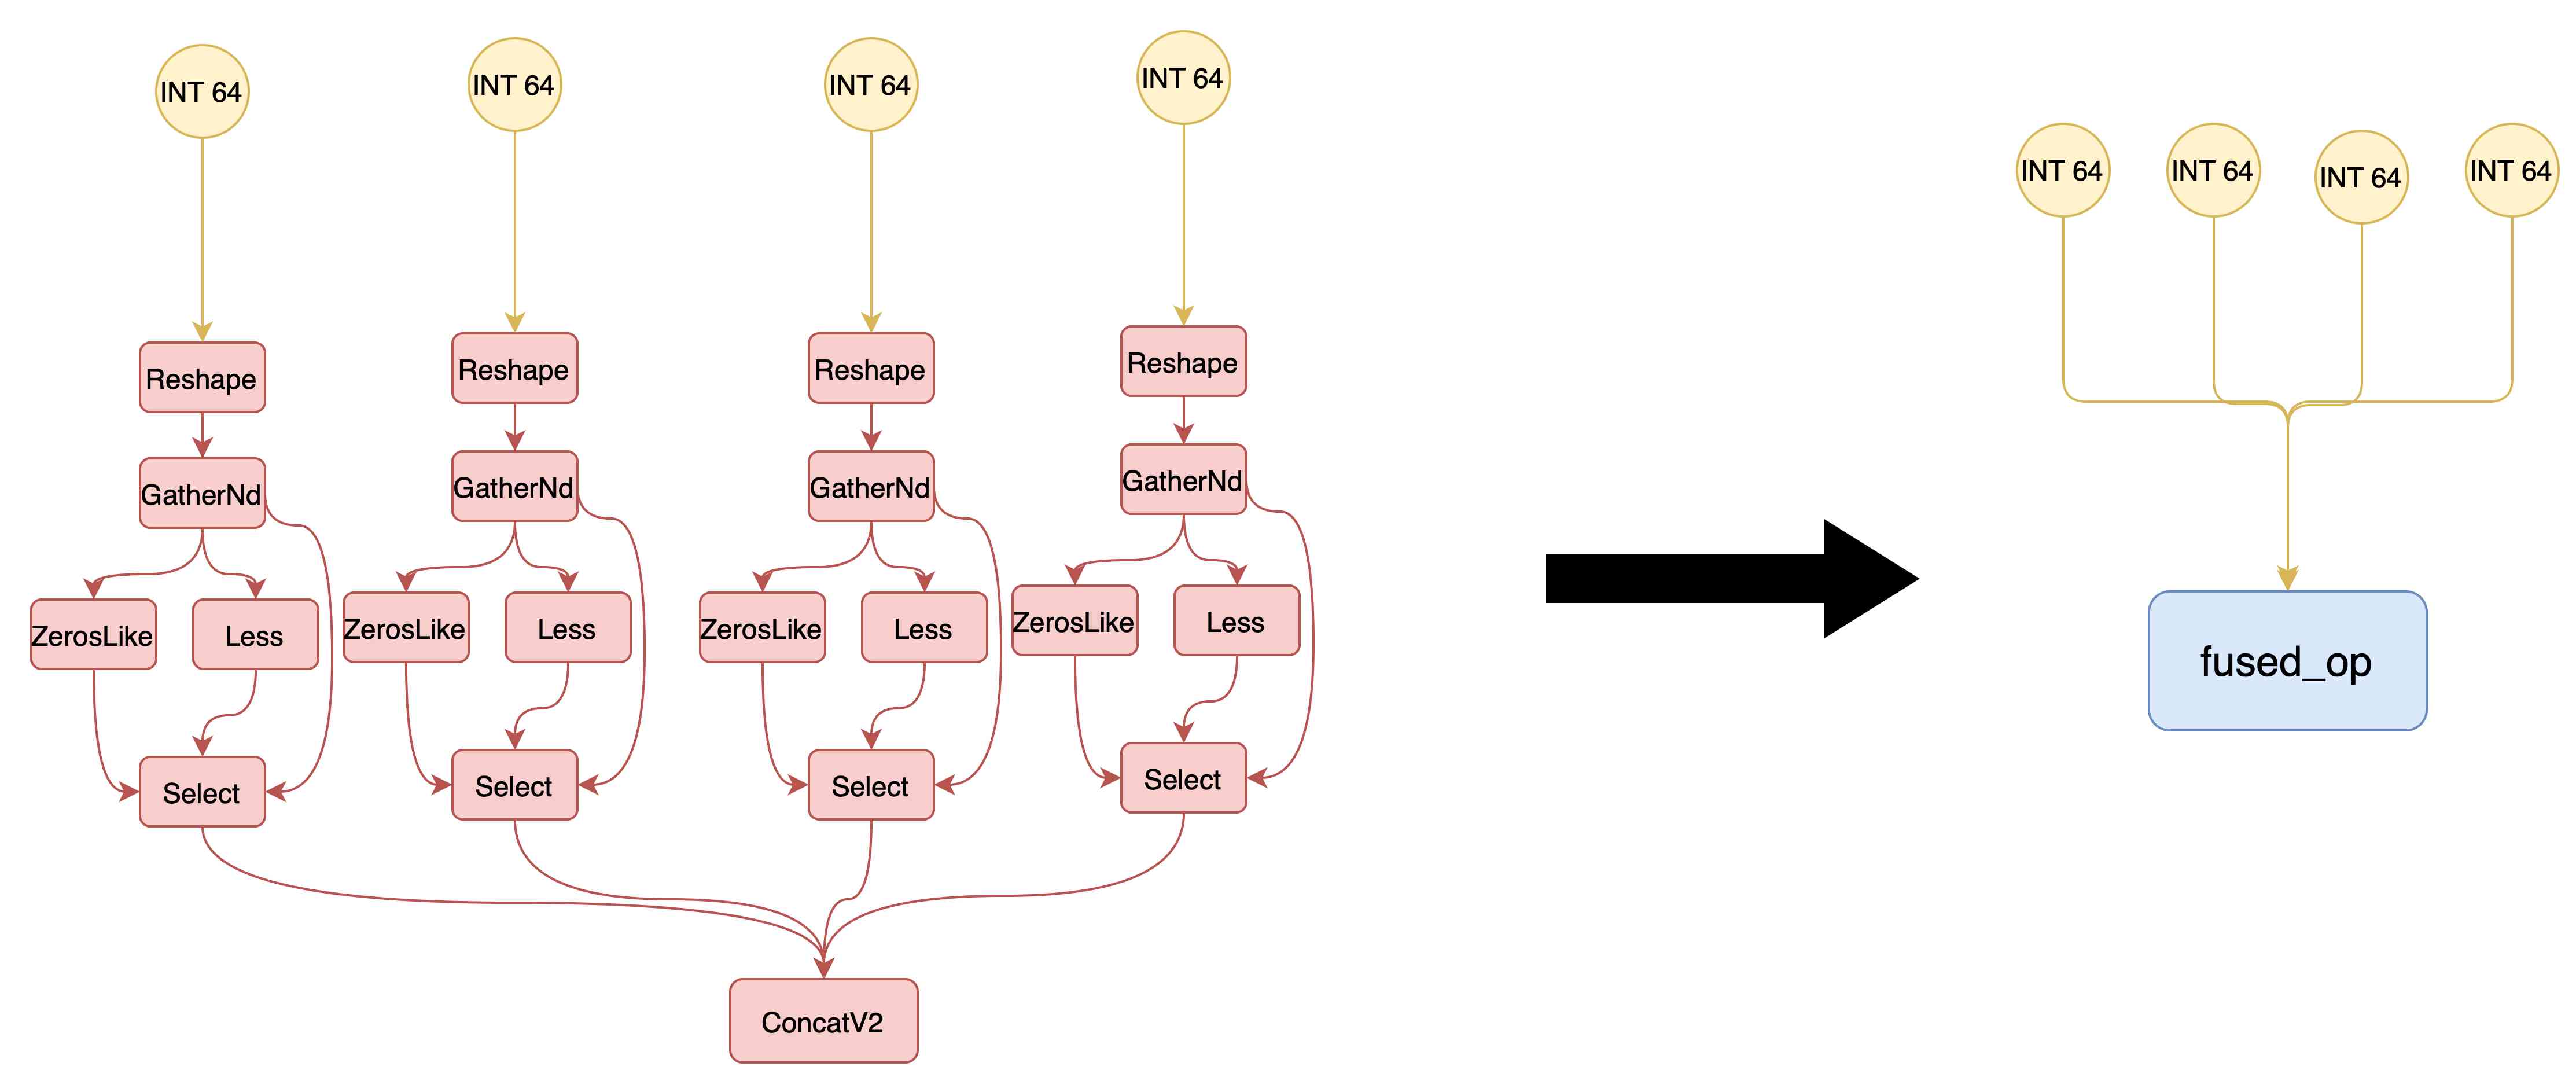 INT 64
INT 64
INT 64
INT 64
Reshape
Reshape
Reshape
Reshape
GatherNd
GatherNd
GatherNd
GatherNd
ZerosLike
Less
ZerosLike
Less
ZerosLike
Less
ZerosLike
Less
Select
Select
Select
Select
ConcatV2
INT 64
INT 64
INT 64
INT 64
fused_op